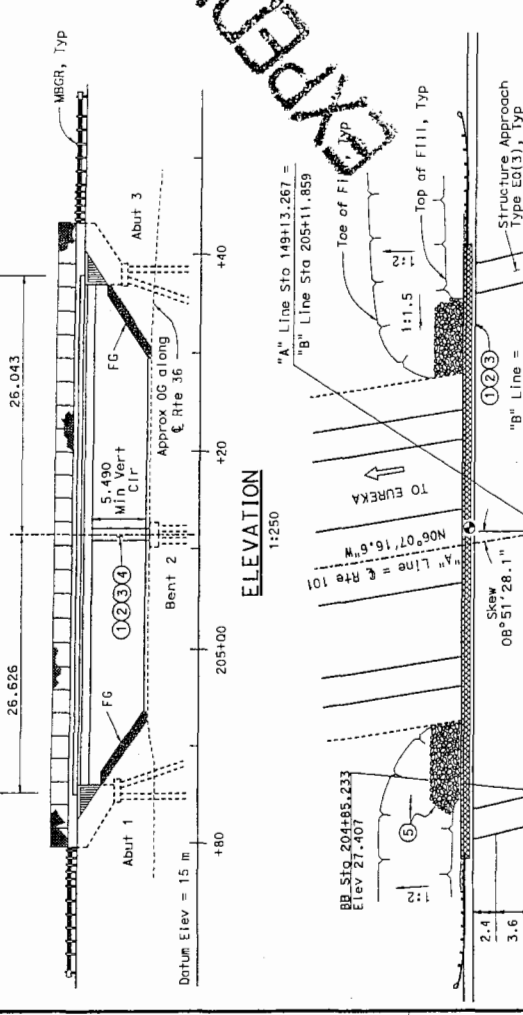 26.626
26.043
MBGR, Typ
FG
5.490
Min Vert
Clr
FG
①②③④
Abut 1
Bent 2
Abut 3
Approx OG along
℄ Rte 36
Datum Elev = 15 m
+80
205+00
+20
+40
ELEVATION
1:250
"A" Line Sta 149+13.267 =
"B" Line Sta 205+11.859
Toe of Typ
Top of Fill, Typ
BB Sta 204+85.233
Elev 27.407
⑤
1:2
1:2
1:1.5
TO EUREKA
N06°07'16.6"W
"A" Line = ℄ Rte 101
Skew
08°51'28.1"
①②③
"B" Line =
Structure Approach
Type EQ(3), Typ
2.4
3.6